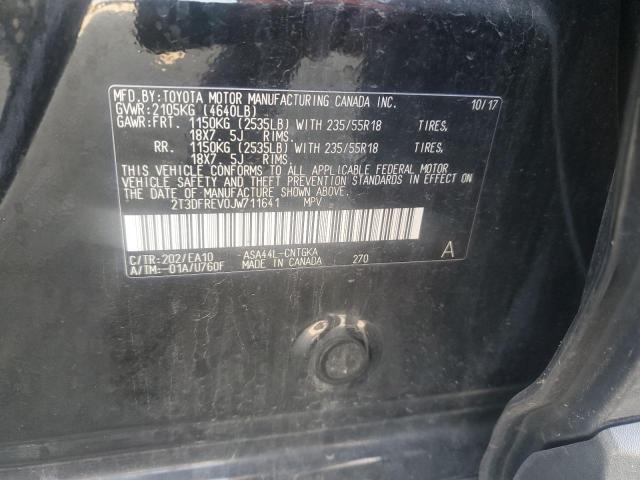 MFD.BY:TOYOTA MOTOR MANUFACTURING CANADA INC. 10/17
GVWR:2105KG (4640LB)
GAWR:FRT. 1150KG (2535LB) WITH 235/55R18 TIRES,
18X7 5J RIMS.
RR. 1150KG (2535LB) WITH 235/55R18 TIRES,
18X7 5J RIMS.
THIS VEHICLE CONFORMS TO ALL APPLICABLE FEDERAL MOTOR
VEHICLE SAFETY AND THEFT PREVENTION STANDARDS IN EFFECT ON
THE DATE OF MANUFACTURE SHOWN ABOVE.
2T3DFREV0JW711641 MPV
C/TR:202/EA10 ASA44L-CNTGKA A
A/TM:-01A/U760F MADE IN CANADA 270